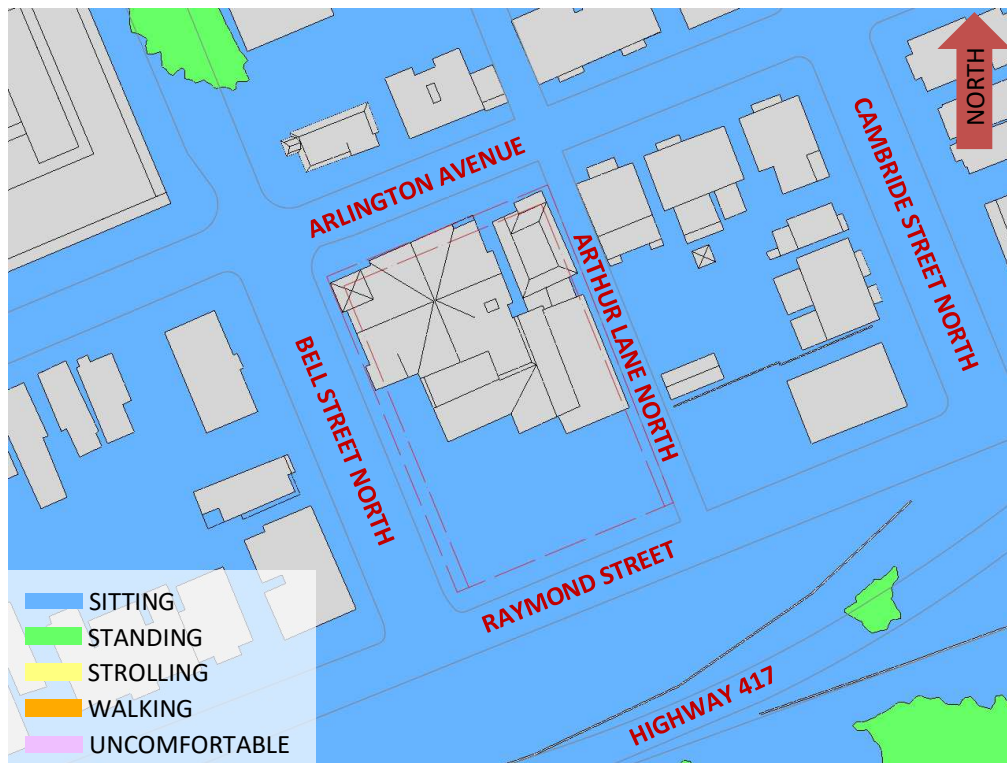 NORTH
ARLINGTON AVENUE
CAMBRIDE STREET NORTH
ARTHUR LANE NORTH
BELL STREET NORTH
RAYMOND STREET
HIGHWAY 417
SITTING
STANDING
STROLLING
WALKING
UNCOMFORTABLE